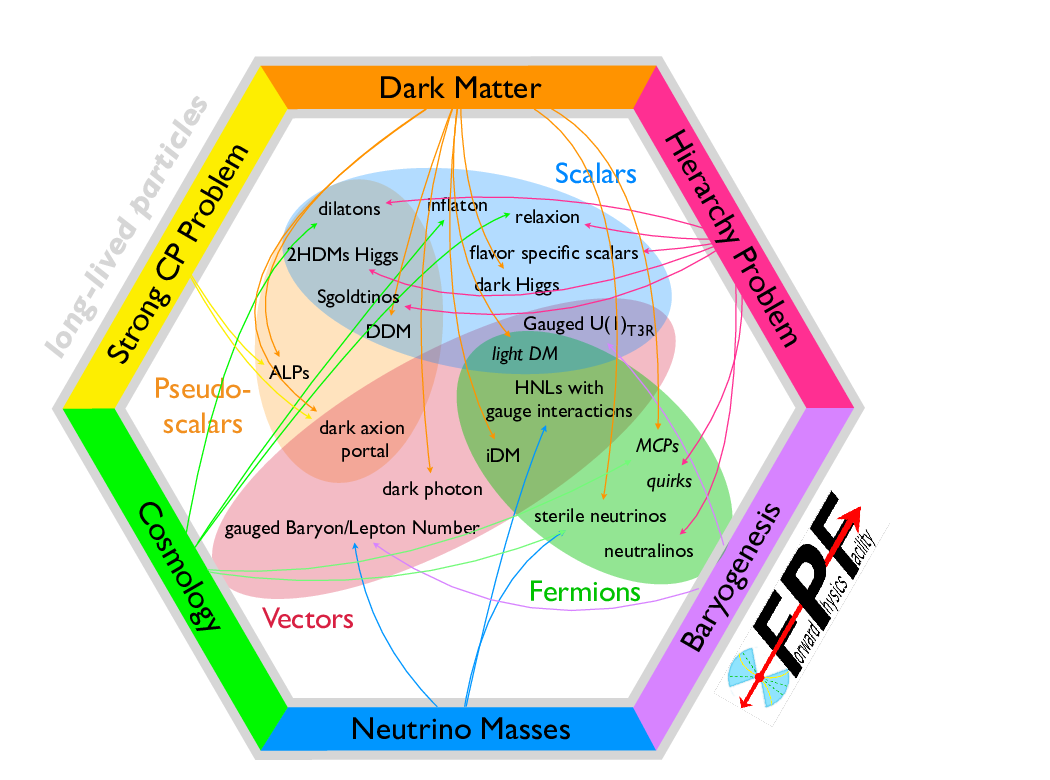 Dark Matter
long-lived particles
Strong CP Problem
Hierarchy Problem
Scalars
dilatons
inflaton
relaxion
2HDMs Higgs
flavor specific scalars
dark Higgs
Sgoldtinos
DDM
Gauged U(1)T3R
light DM
ALPs
Pseudo-
scalars
HNLs with
gauge interactions
dark axion
portal
iDM
MCPs
dark photon
quirks
gauged Baryon/Lepton Number
sterile neutrinos
neutralinos
Fermions
Vectors
Cosmology
Baryogenesis
FPF
Forward Physics Facility
Neutrino Masses